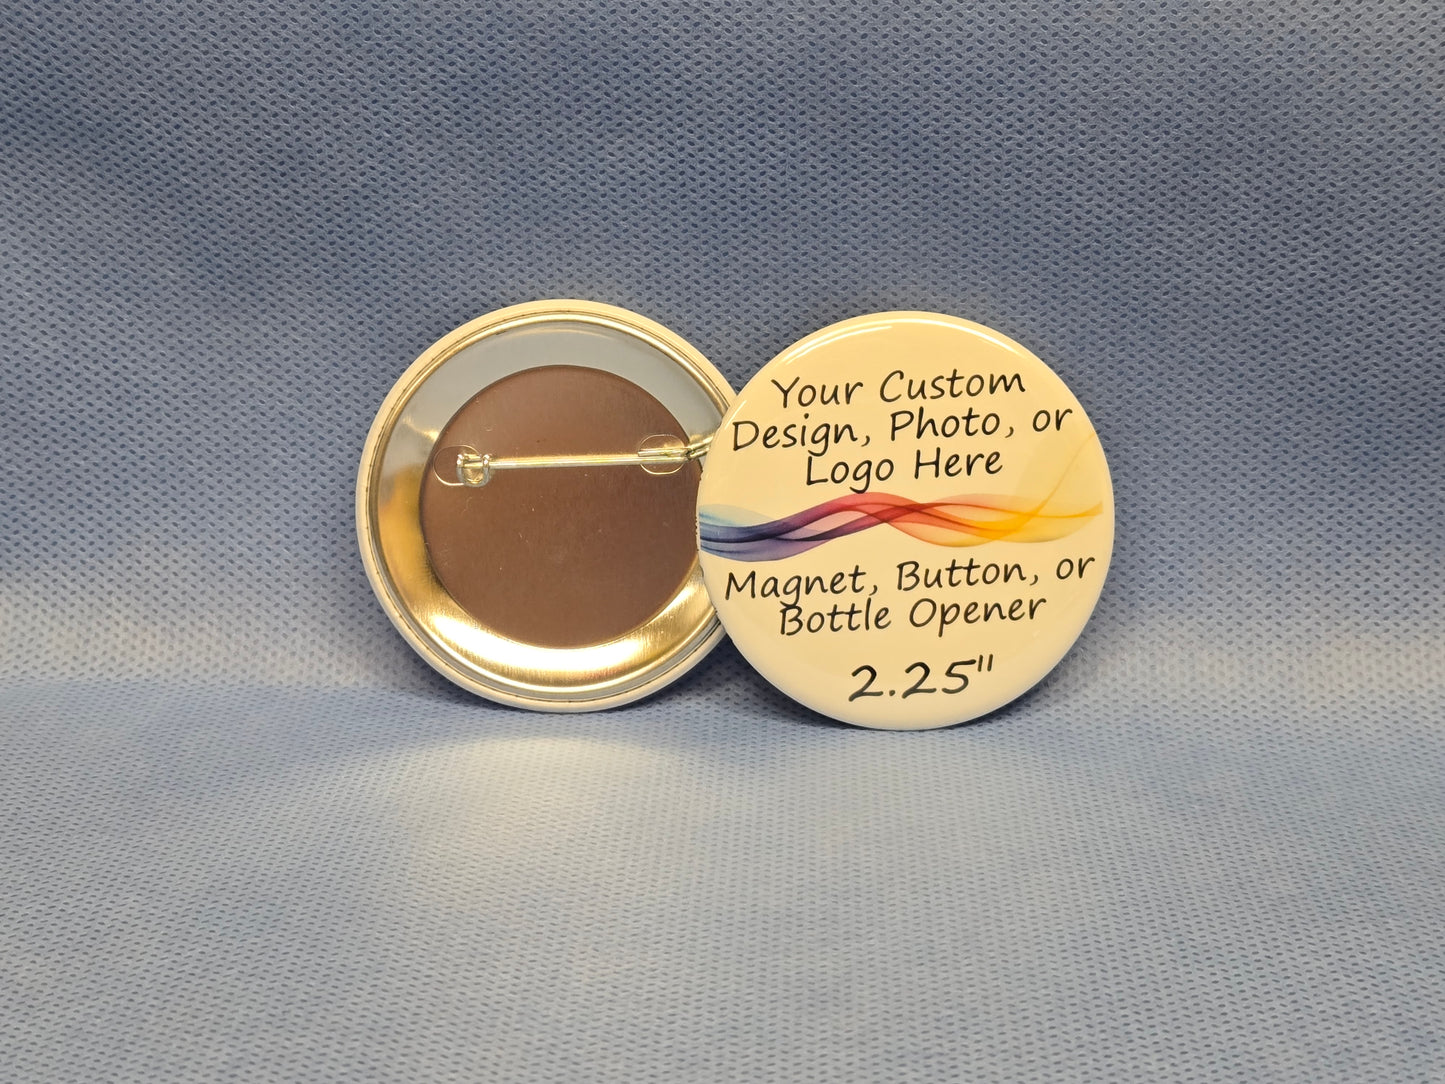 Your Custom
Design, Photo, or
Logo Here
Magnet, Button, or
Bottle Opener
2.25"